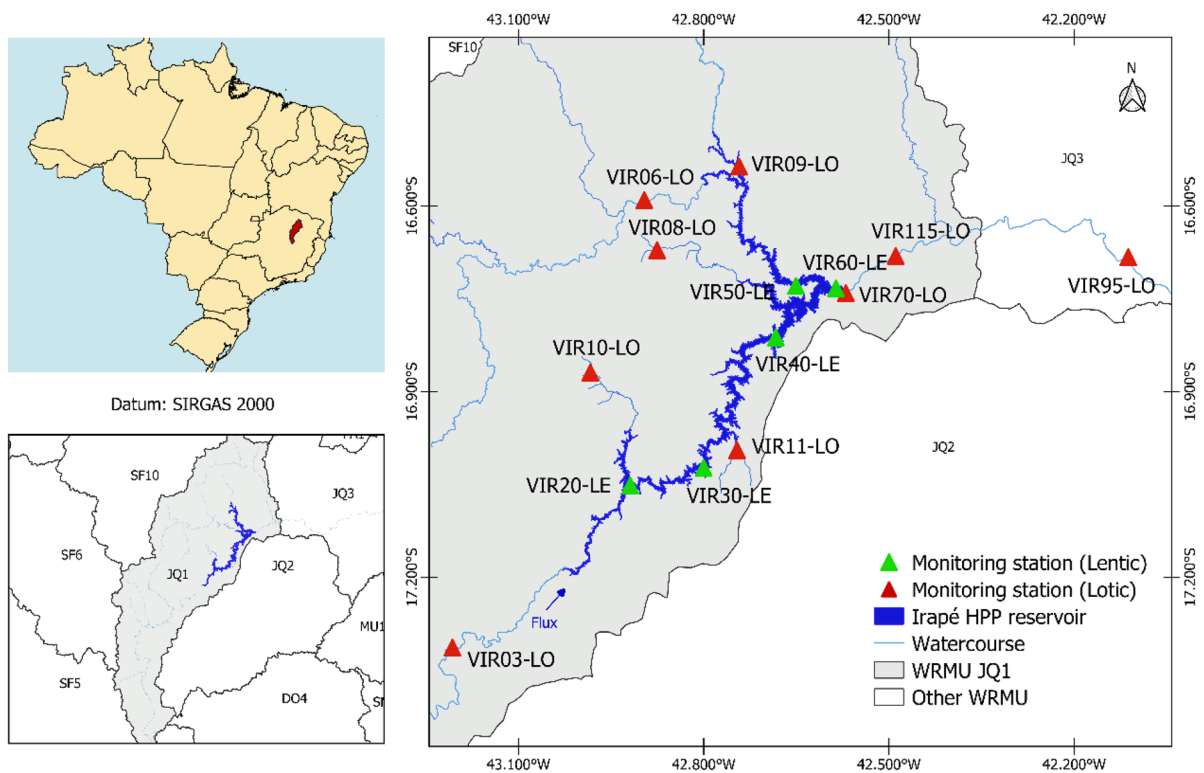 43.100°W
42.800°W
42.500°W
42.200°W
SF10
N
JQ3
VIR09-LO
VIR06-LO
16.600°S
16.600°S
VIR08-LO
VIR115-LO
VIR60-LE
VIR50-LE
VIR70-LO
VIR95-LO
VIR10-LO
VIR40-LE
16.900°S
16.900°S
Datum: SIRGAS 2000
VIR11-LO
JQ2
VIR20-LE
VIR30-LE
SF10
JQ3
SF6
JQ1
JQ2
MU1
SF5
DO4
Monitoring station (Lentic)
17.200°S
17.200°S
Monitoring station (Lotic)
Flux
Irapé HPP reservoir
Watercourse
VIR03-LO
WRMU JQ1
Other WRMU
43.100°W
42.800°W
42.500°W
42.200°W